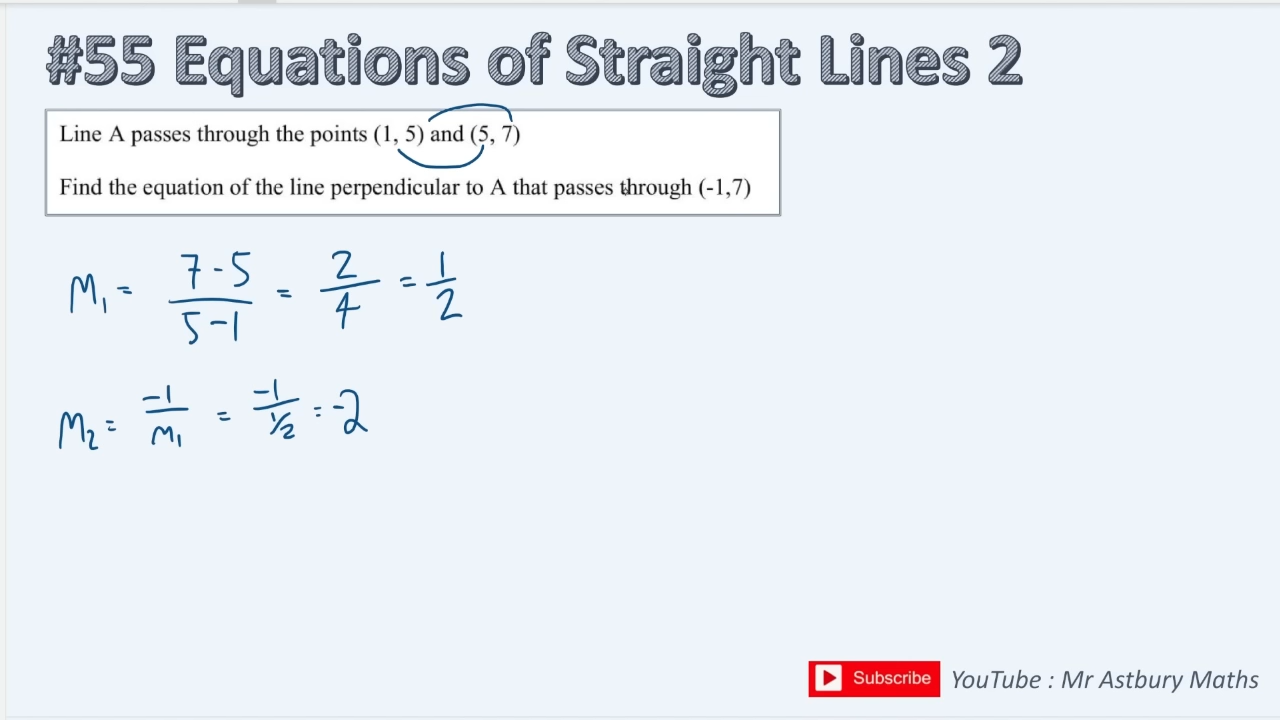 #55 Equations of Straight Lines 2
Line A passes through the points (1, 5) and (5, 7)
Find the equation of the line perpendicular to A that passes through (-1,7)
M₁ = 7-5/5-1 = 2/4 = 1/2
M₂ = -1/M₁ = -1/½ = -2
Subscribe YouTube : Mr Astbury Maths